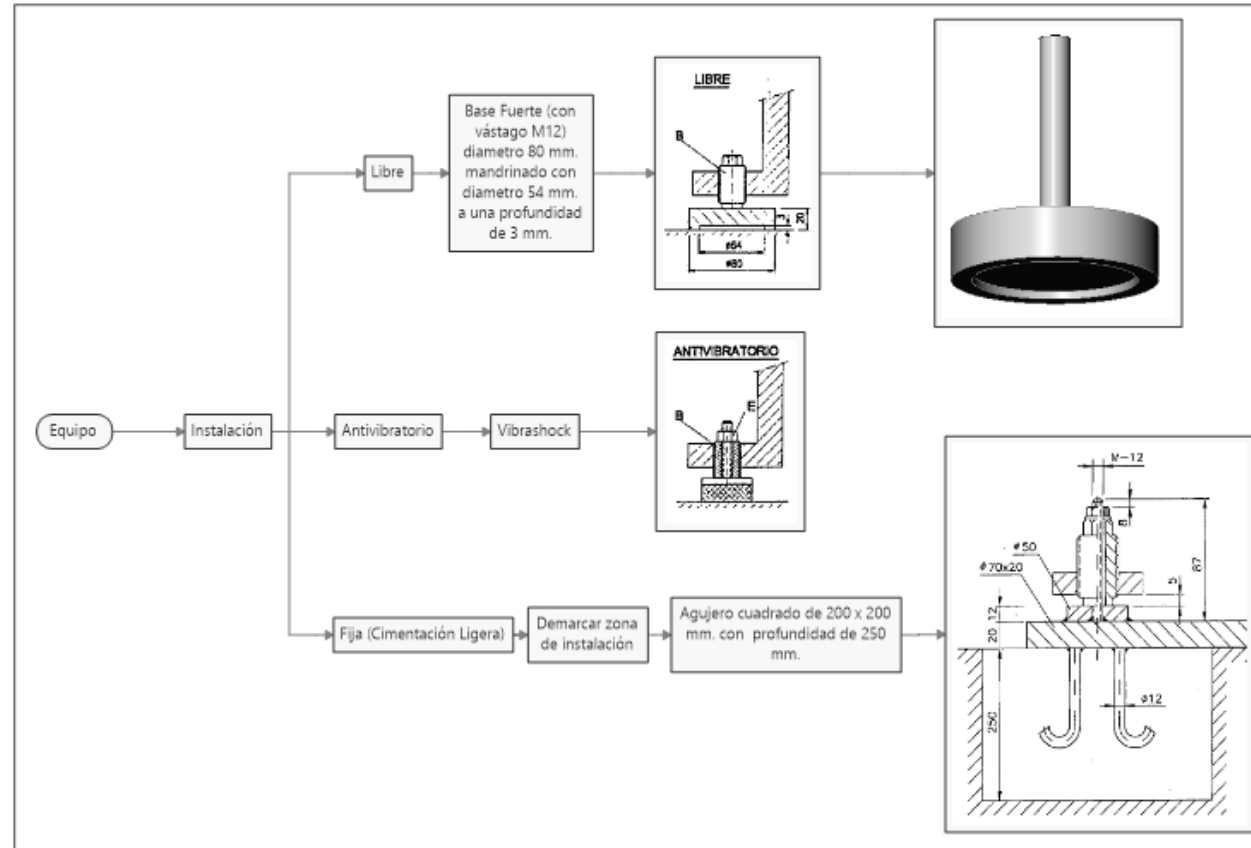 Equipo
Instalación
Libre
Base Fuerte (con
vástago M12)
diametro 80 mm.
mandrinado con
diametro 54 mm.
a una profundidad
de 3 mm.
LIBRE
B
3
20
ø54
ø80
Antivibratorio
Vibrashock
ANTIVIBRATORIO
B
E
Fija (Cimentación Ligera)
Demarcar zona
de instalación
Agujero cuadrado de 200 x 200
mm. con profundidad de 250
mm.
M-12
8
87
ø50
ø70x20
5
12
20
250
ø12